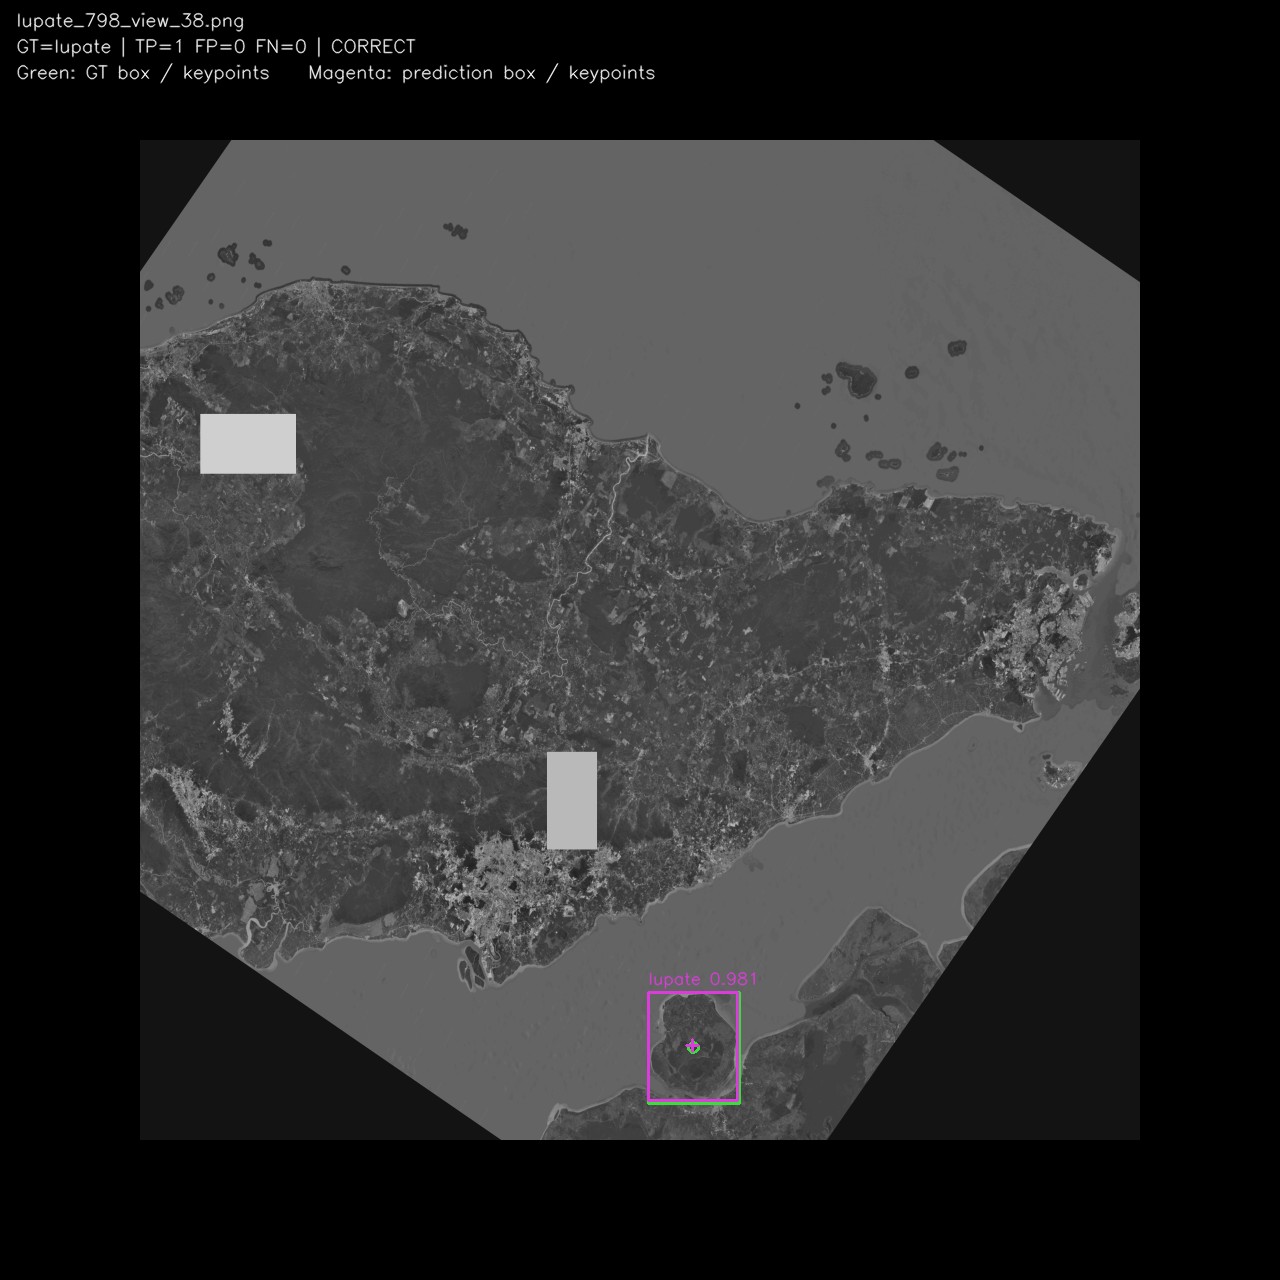 lupate_798_view_38.png
GT=lupate | TP=1 FP=0 FN=0 | CORRECT
Green: GT box / keypoints Magenta: prediction box / keypoints
lupate 0.981